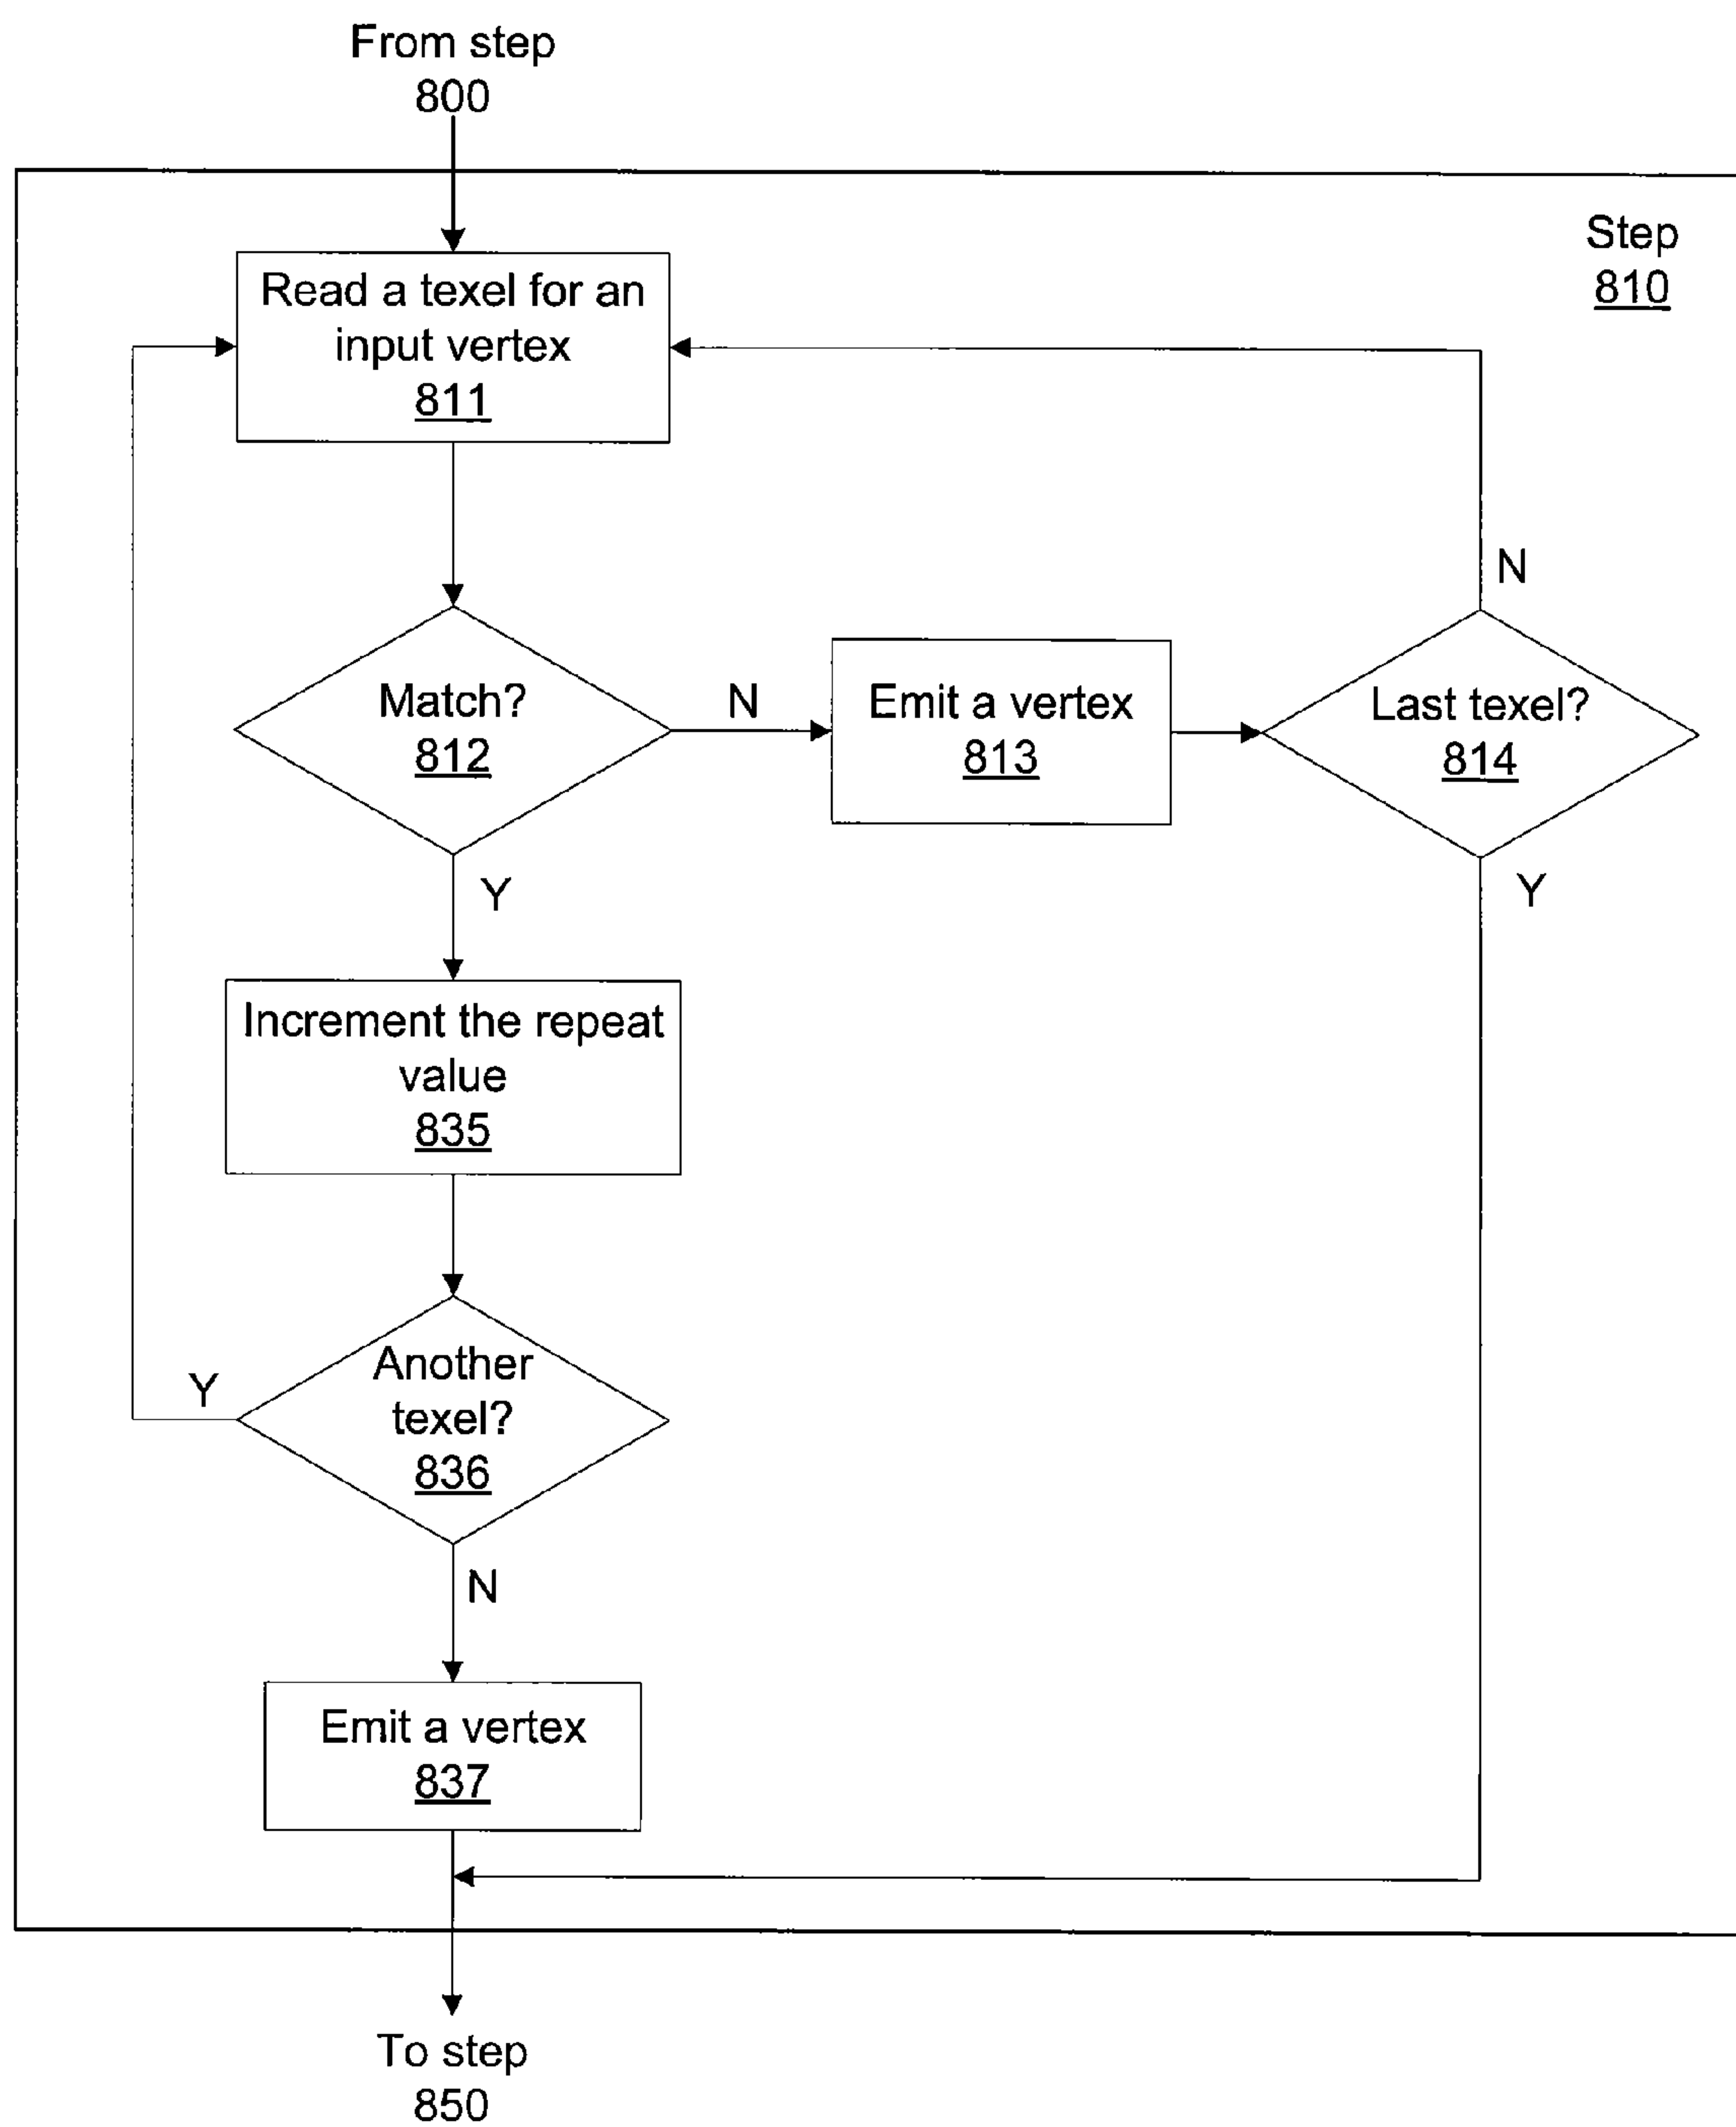 From step
800
Step
810
Read a texel for an
input vertex
811
N
Match?
812
N
Emit a vertex
813
Last texel?
814
Y
Y
Increment the repeat
value
835
Another
texel?
836
Y
N
Emit a vertex
837
To step
850